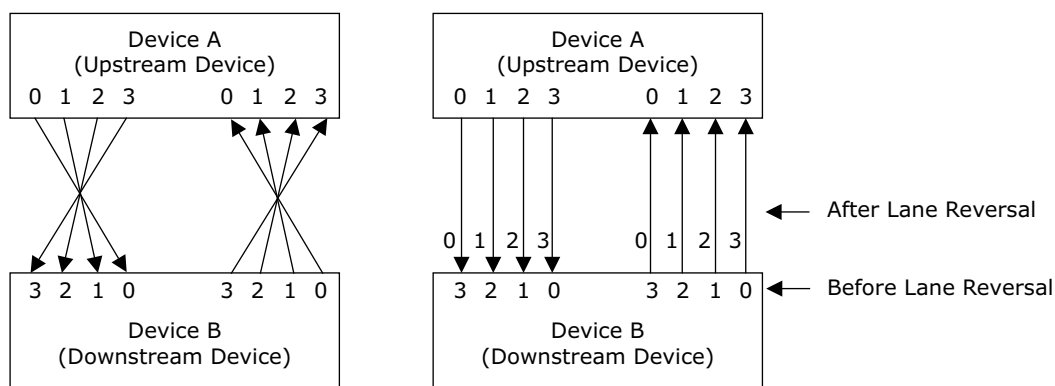 Device A
(Upstream Device)
0 1 2 3 0 1 2 3
3 2 1 0 3 2 1 0
Device B
(Downstream Device)
Device A
(Upstream Device)
0 1 2 3 0 1 2 3
After Lane Reversal
0 1 2 3 0 1 2 3
3 2 1 0 3 2 1 0
Before Lane Reversal
Device B
(Downstream Device)